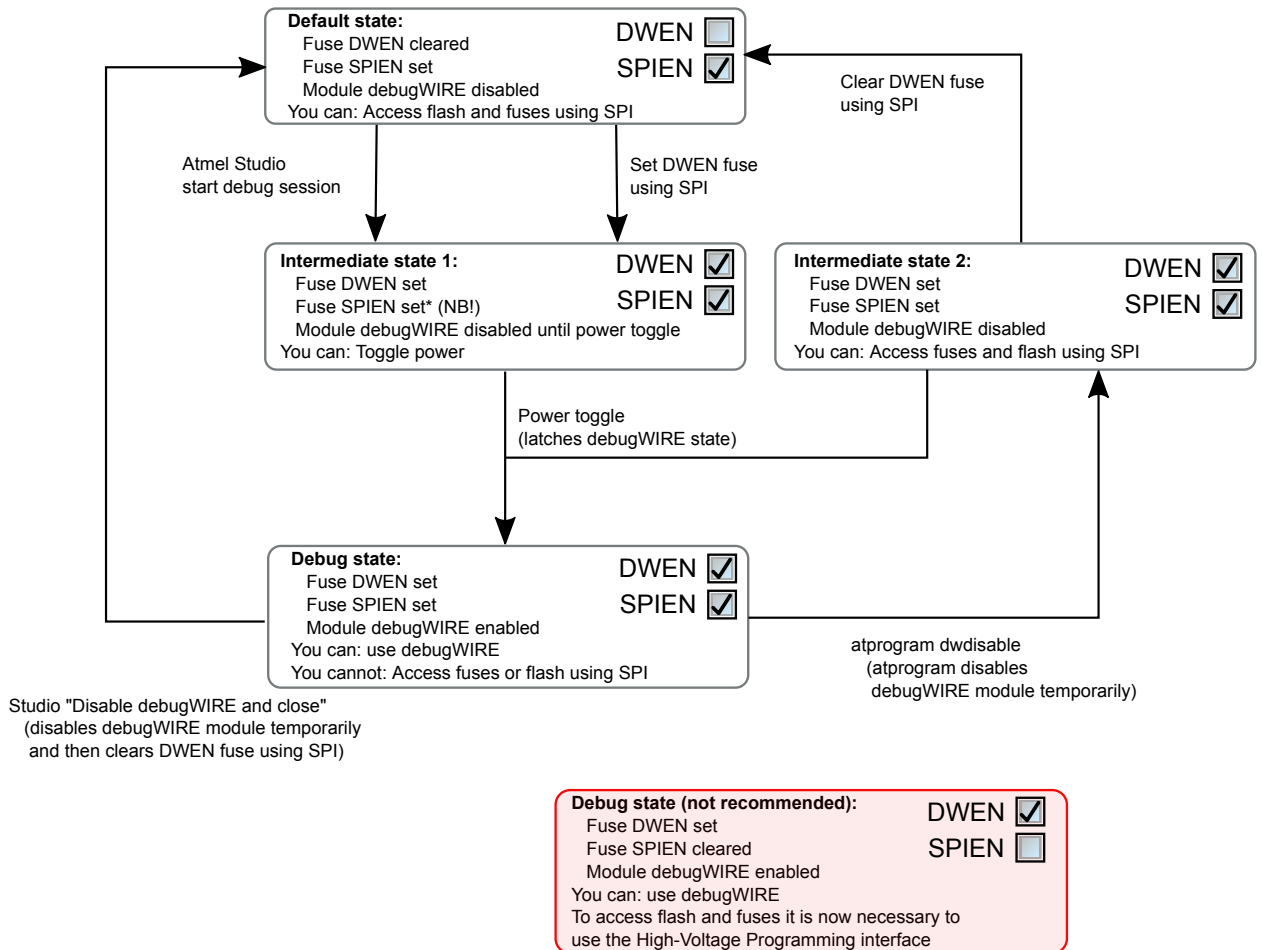 Default state:
Fuse DWEN cleared
Fuse SPIEN set
Module debugWIRE disabled
You can: Access flash and fuses using SPI
DWEN
SPIEN
Clear DWEN fuse
using SPI
Atmel Studio
start debug session
Set DWEN fuse
using SPI
Intermediate state 1:
Fuse DWEN set
Fuse SPIEN set* (NB!)
Module debugWIRE disabled until power toggle
You can: Toggle power
DWEN
SPIEN
Intermediate state 2:
Fuse DWEN set
Fuse SPIEN set
Module debugWIRE disabled
You can: Access fuses and flash using SPI
DWEN
SPIEN
Power toggle
(latches debugWIRE state)
Debug state:
Fuse DWEN set
Fuse SPIEN set
Module debugWIRE enabled
You can: use debugWIRE
You cannot: Access fuses or flash using SPI
DWEN
SPIEN
atprogram dwdisable
(atprogram disables
debugWIRE module temporarily)
Studio "Disable debugWIRE and close"
(disables debugWIRE module temporarily
and then clears DWEN fuse using SPI)
Debug state (not recommended):
Fuse DWEN set
Fuse SPIEN cleared
Module debugWIRE enabled
You can: use debugWIRE
To access flash and fuses it is now necessary to
use the High-Voltage Programming interface
DWEN
SPIEN